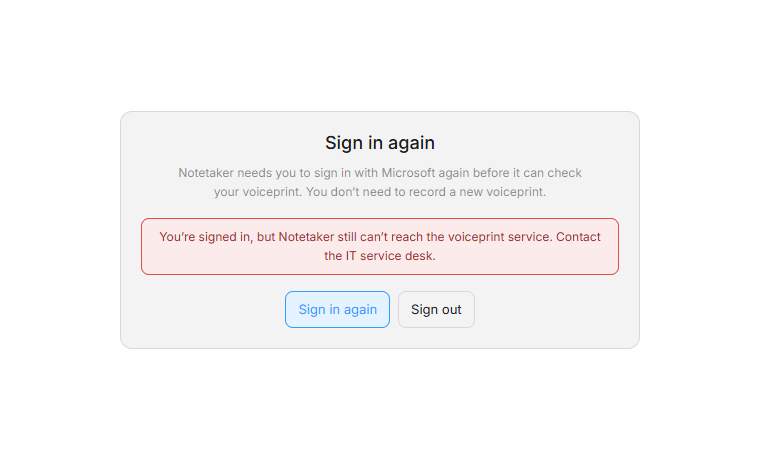 Sign in again
Notetaker needs you to sign in with Microsoft again before it can check
your voiceprint. You don’t need to record a new voiceprint.
You’re signed in, but Notetaker still can’t reach the voiceprint service. Contact
the IT service desk.
Sign in again
Sign out